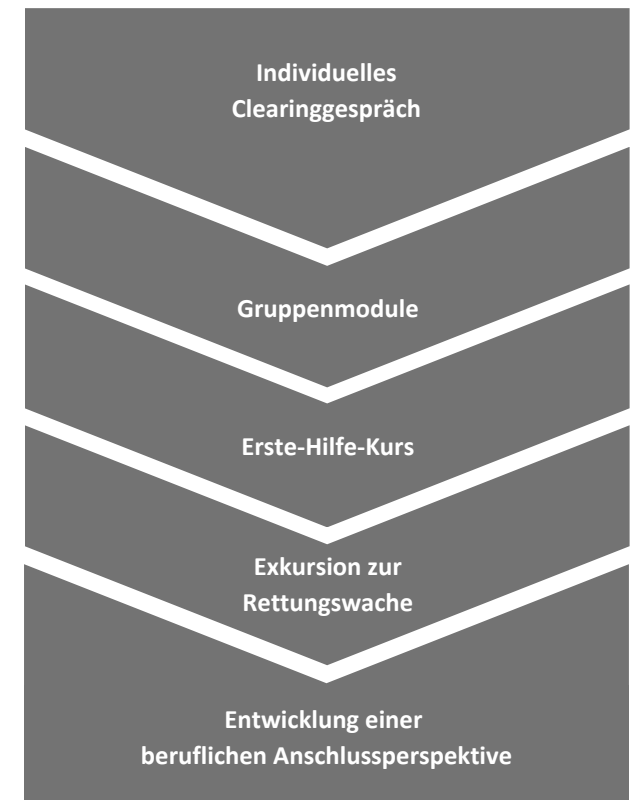 Individuelles
Clearinggespräch
Gruppenmodule
Erste-Hilfe-Kurs
Exkursion zur
Rettungswache
Entwicklung einer
beruflichen Anschlussperspektive